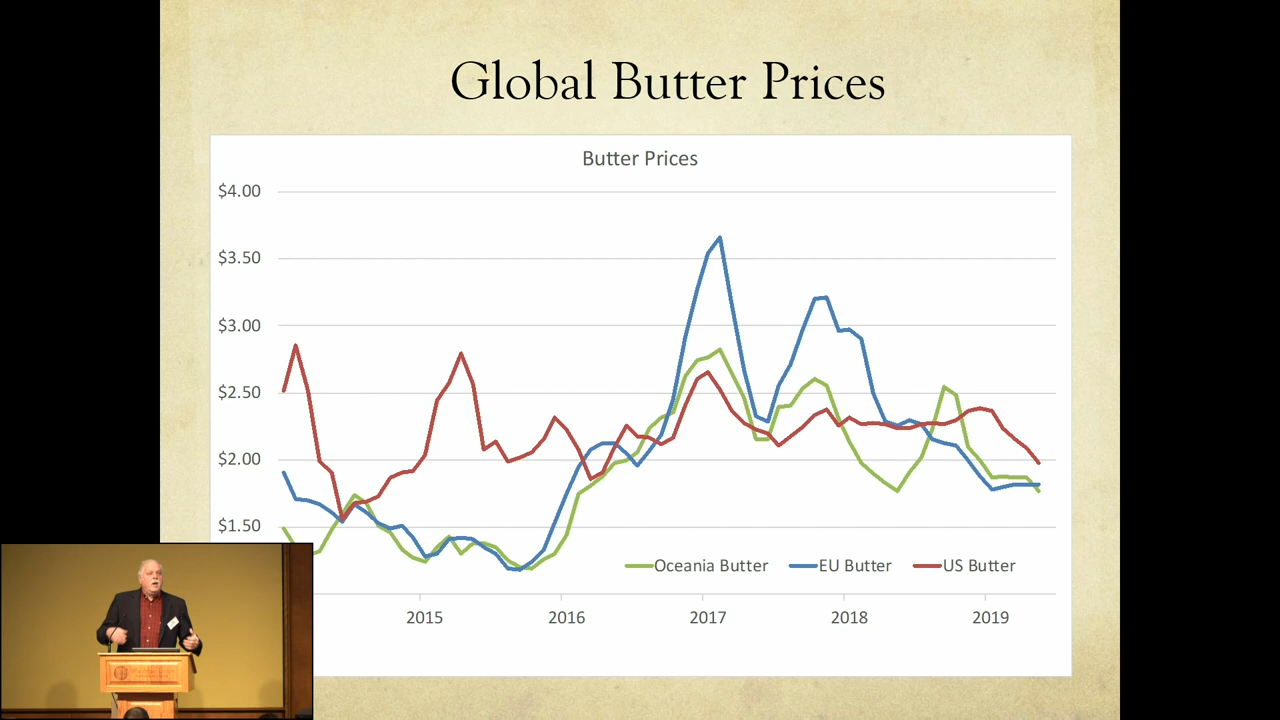 Global Butter Prices
Butter Prices
$4.00
$3.50
$3.00
$2.50
$2.00
$1.50
Oceania Butter EU Butter US Butter
2015 2016 2017 2018 2019